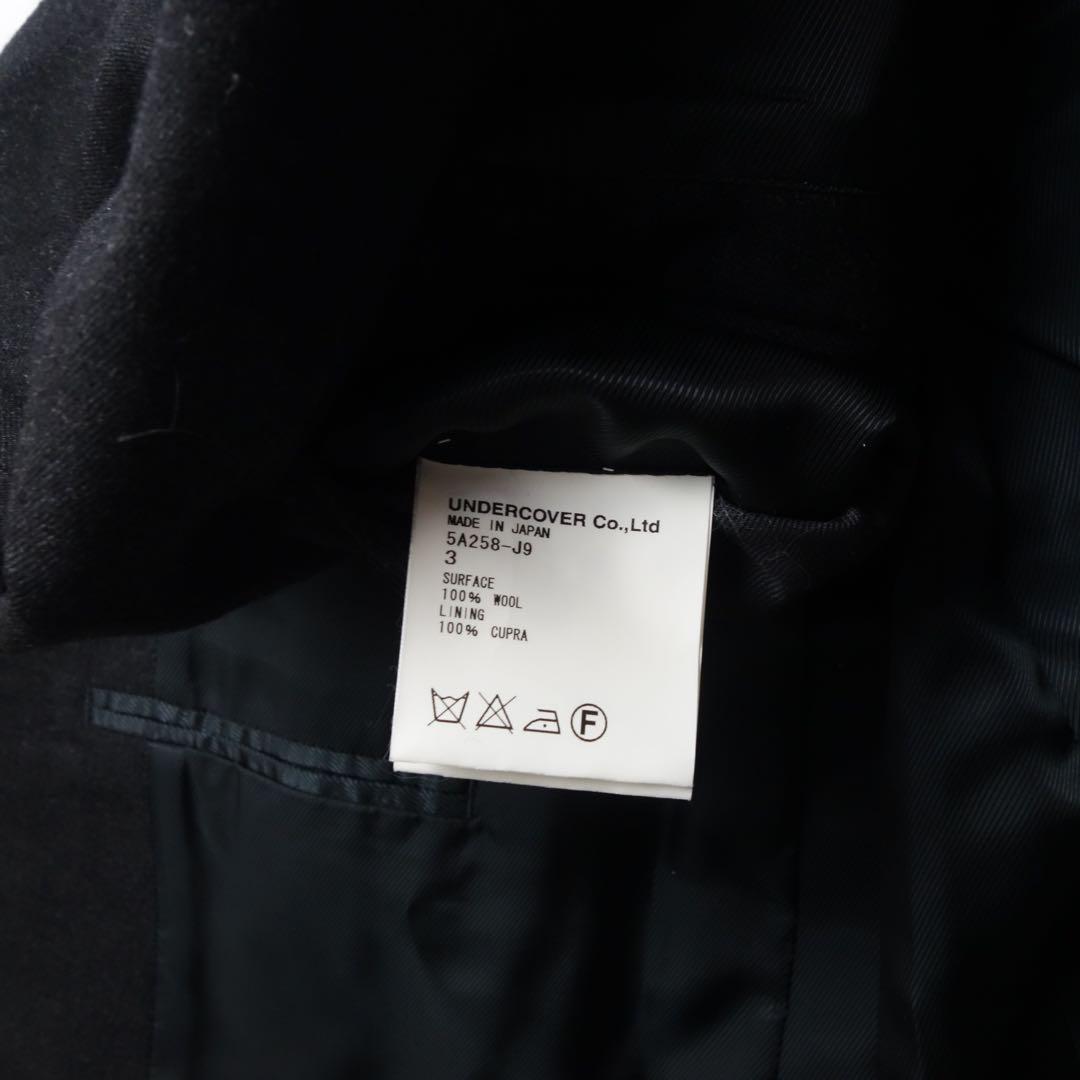 UNDERCOVER Co.,Ltd
MADE IN JAPAN
5A258-J9
3
SURFACE
100% WOOL
LINING
100% CUPRA
F